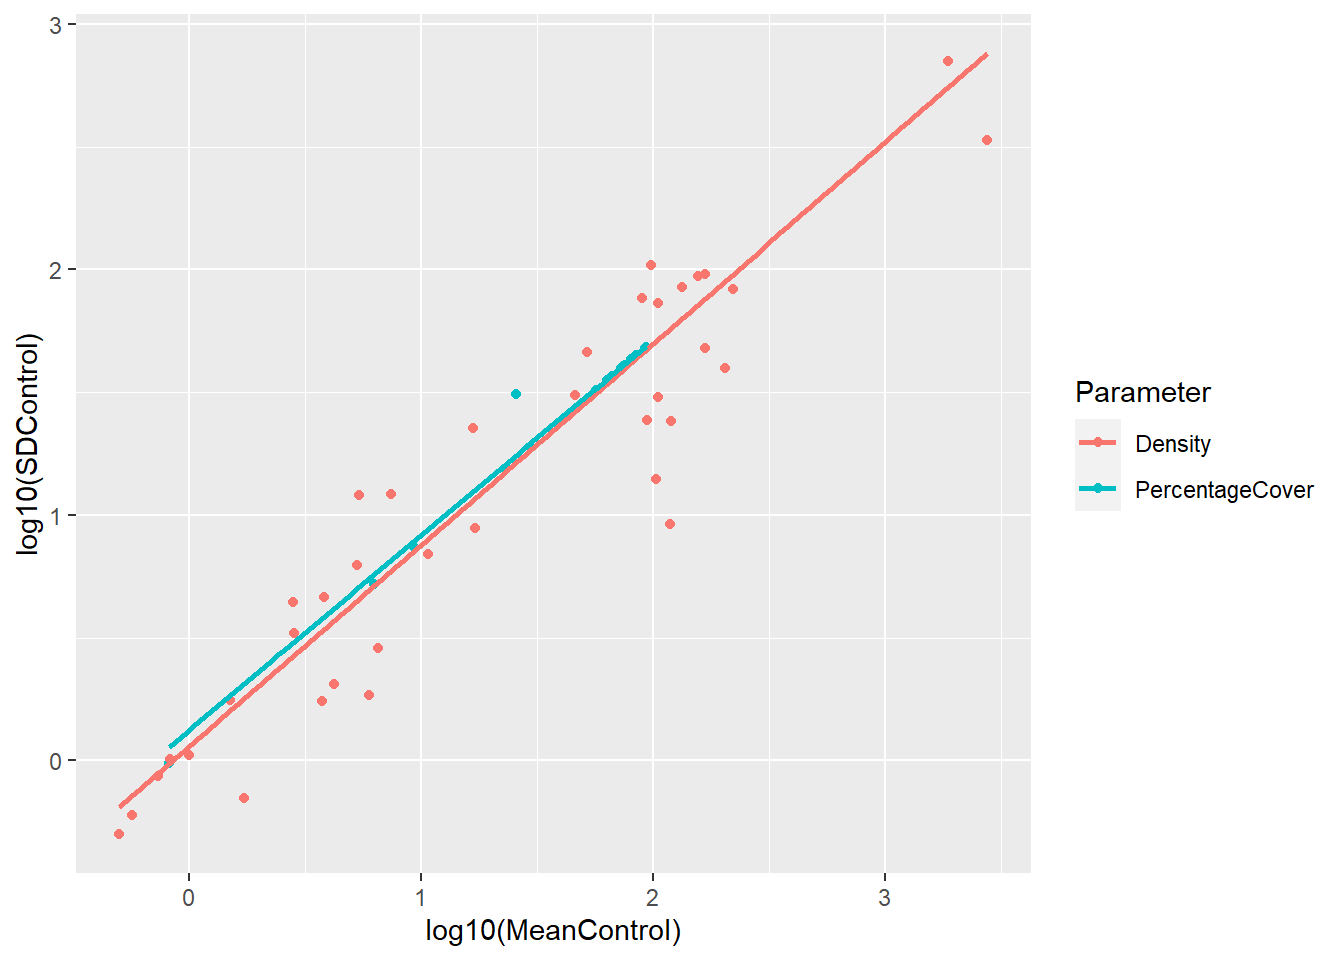 3
2
1
0
log10(SDControl)
0
1
2
3
log10(MeanControl)
Parameter
Density
PercentageCover